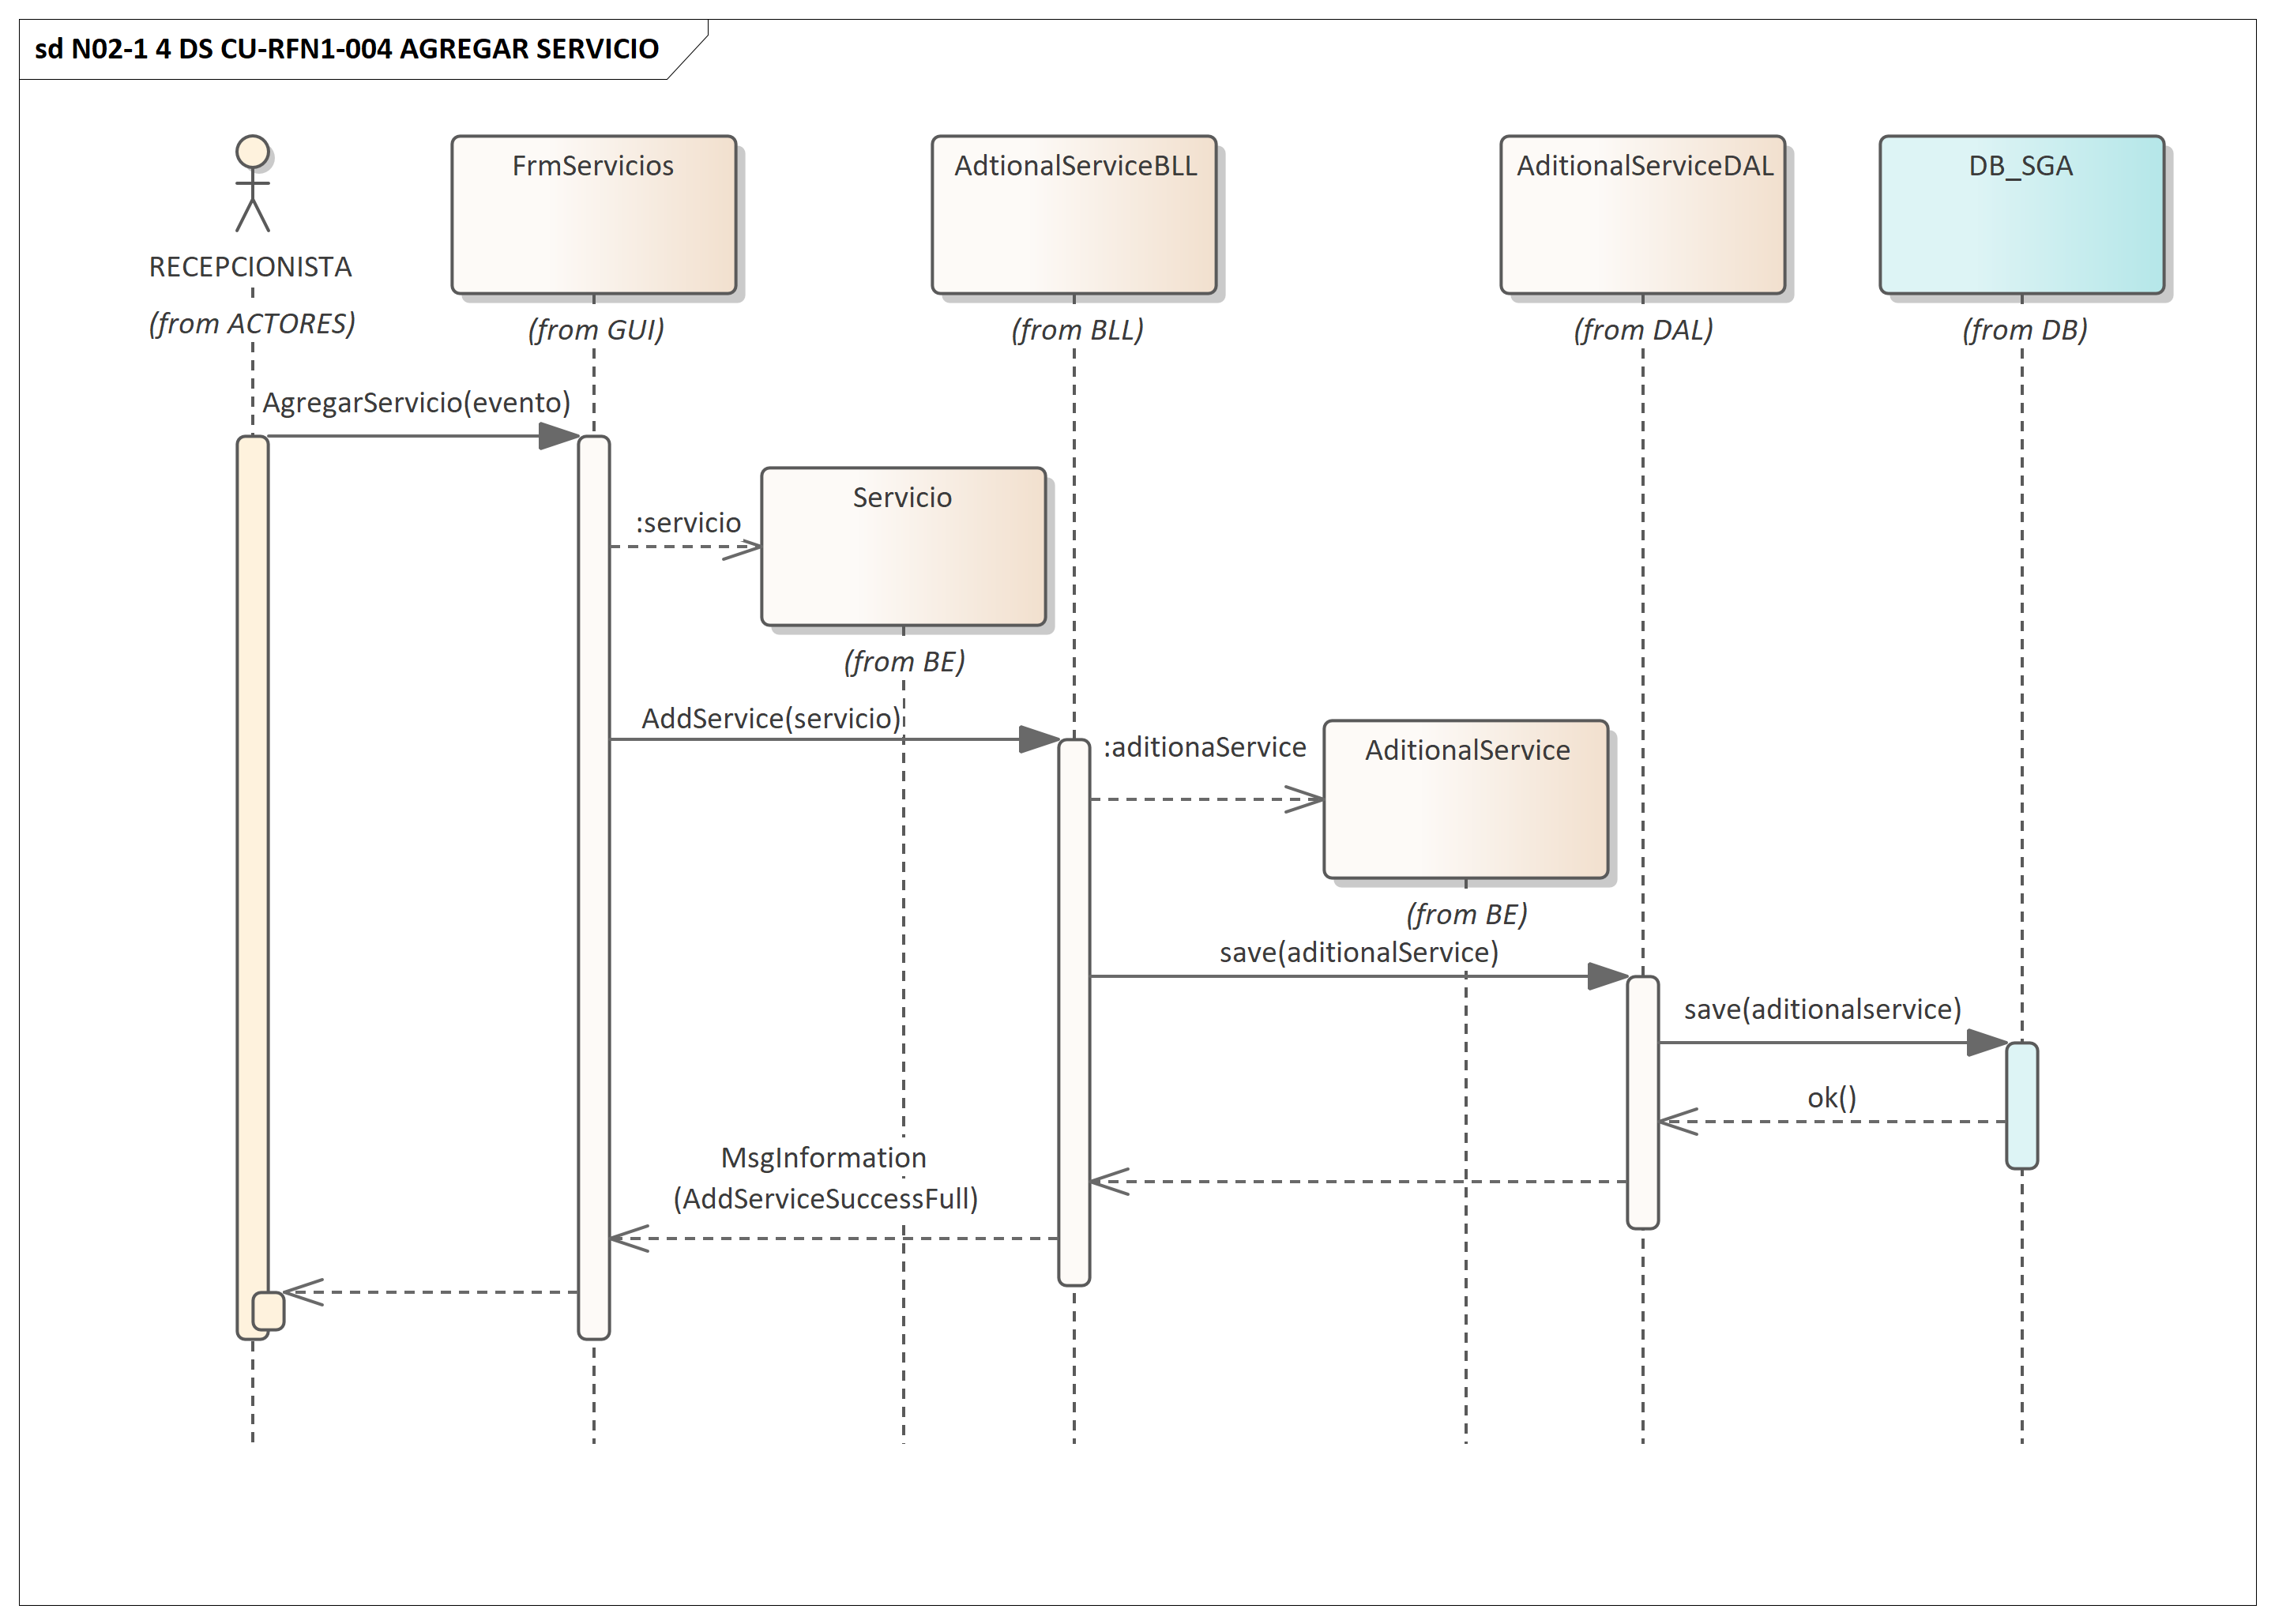 sd N02-1 4 DS CU-RFN1-004 AGREGAR SERVICIO
RECEPCIONISTA
(from ACTORES)
FrmServicios
(from GUI)
AdtionalServiceBLL
(from BLL)
AditionalServiceDAL
(from DAL)
DB_SGA
(from DB)
AgregarServicio(evento)
:servicio
Servicio
(from BE)
AddService(servicio)
:aditionaService
AditionalService
(from BE)
save(aditionalService)
save(aditionalservice)
ok()
MsgInformation
(AddServiceSuccessFull)